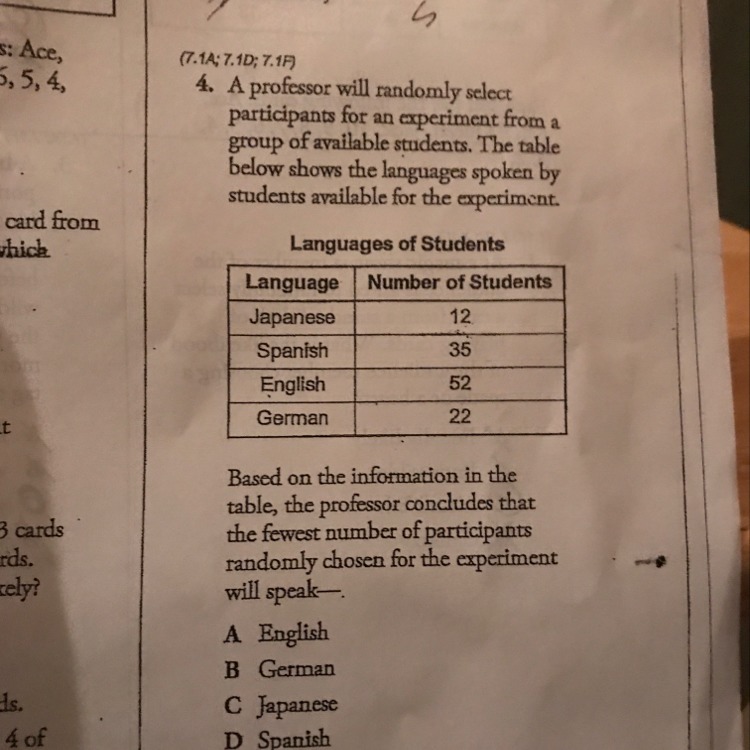 s: Ace,
5, 5, 4,
card from
which
t
3 cards
rds.
kely?
ds.
4 of
(7.1A; 7.1D; 7.1F)
4. A professor will randomly select
participants for an experiment from a
group of available students. The table
below shows the languages spoken by
students available for the experiment.
Languages of Students
Language Number of Students
Japanese 12
Spanish 35
English 52
German 22
Based on the information in the
table, the professor concludes that
the fewest number of participants
randomly chosen for the experiment
will speak—.
A English
B German
C Japanese
D Spanish